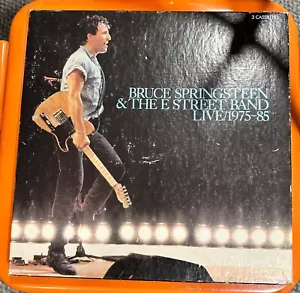 3 CASSETTES
BRUCE SPRINGSTEEN
& THE E STREET BAND
LIVE/1975-85